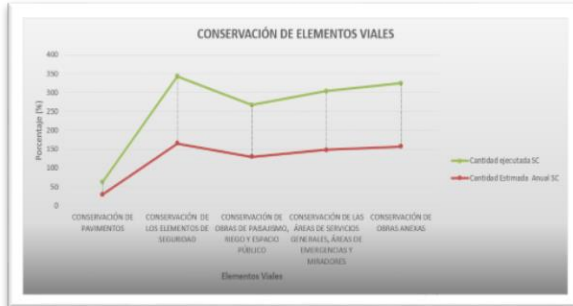 CONSERVACIÓN DE ELEMENTOS VIALES
Porcentaje (%)
400
350
300
250
200
150
100
50
0
CONSERVACIÓN DE
PAVIMENTOS
CONSERVACIÓN DE
LOS ELEMENTOS DE
SEGURIDAD
CONSERVACIÓN DE
OBRAS DE PAISAJISMO,
RIEGO Y ESPACIO
PÚBLICO
CONSERVACIÓN DE LAS
ÁREAS DE SERVICIOS
GENERALES, ÁREAS DE
EMERGENCIAS Y
MIRADORES
CONSERVACIÓN DE
OBRAS ANEXAS
Elementos Viales
Cantidad ejecutada SC
Cantidad Estimada Anual SC